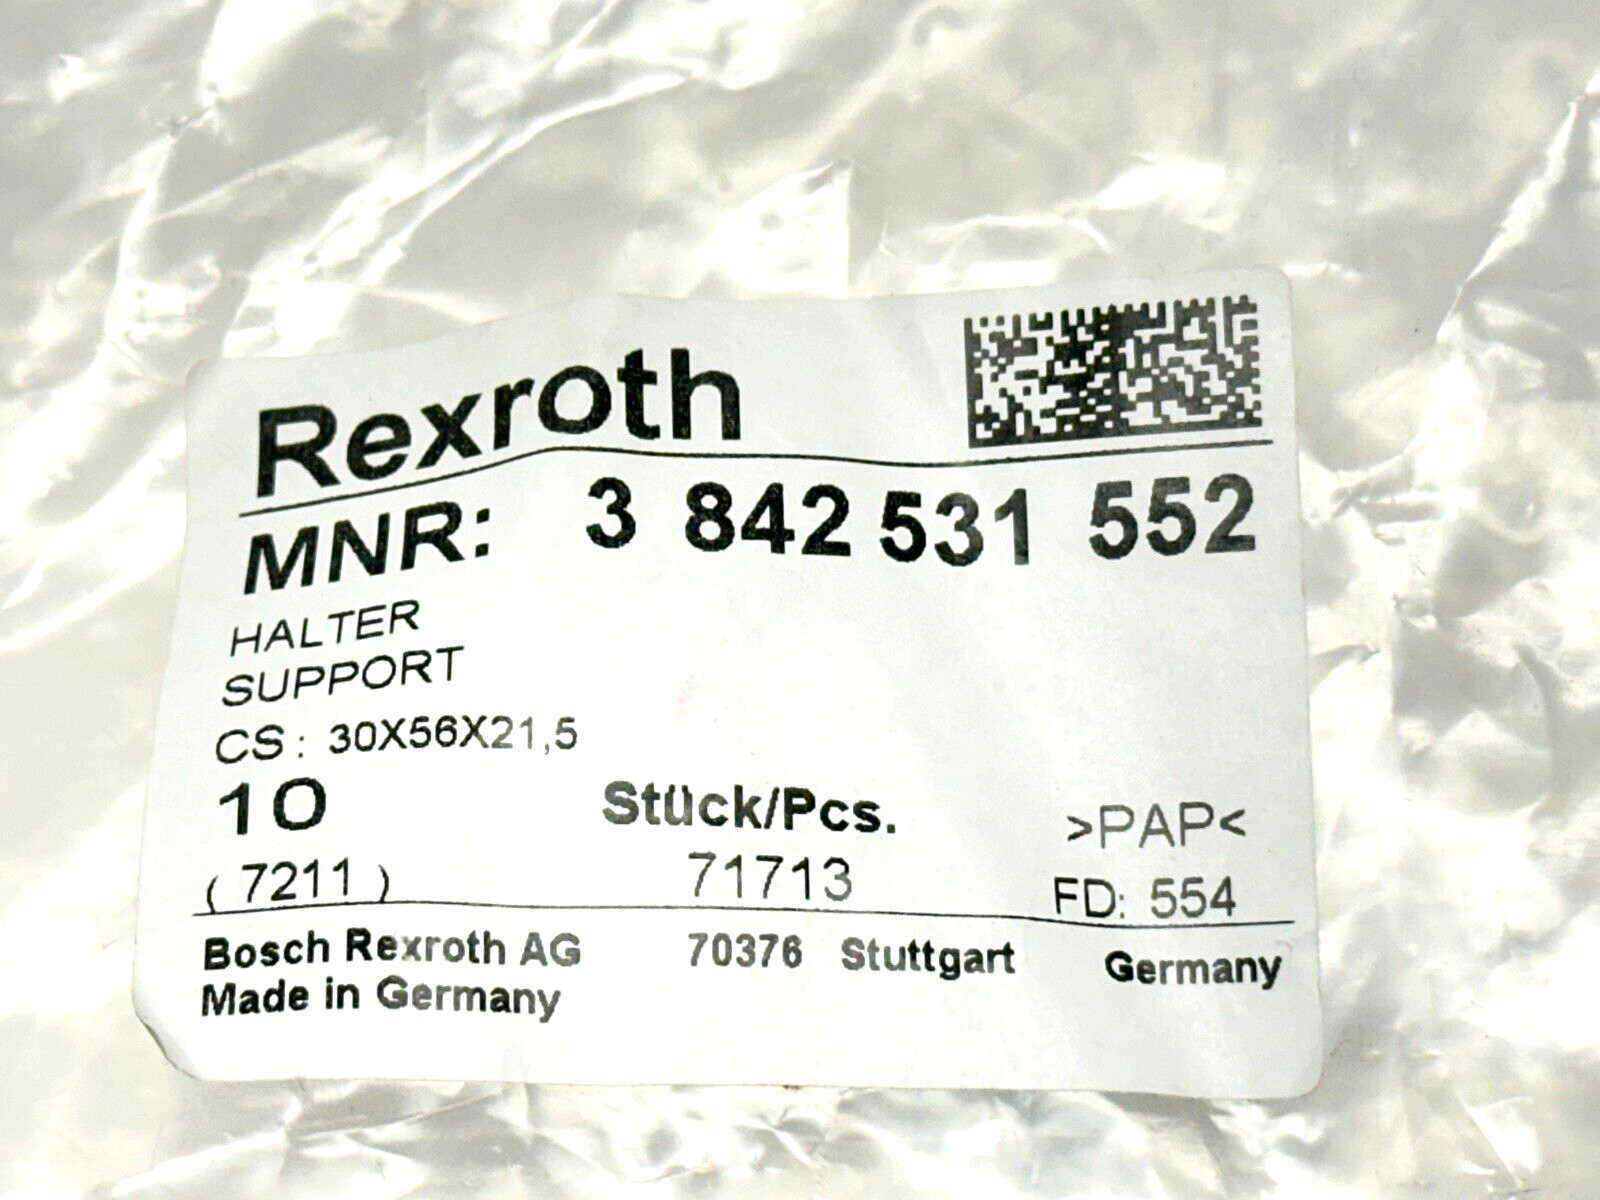 Rexroth
MNR: 3 842 531 552
HALTER
SUPPORT
CS: 30X56X21,5
10 Stück/Pcs. >PAP<
(7211) 71713 FD: 554
Bosch Rexroth AG 70376 Stuttgart Germany
Made in Germany